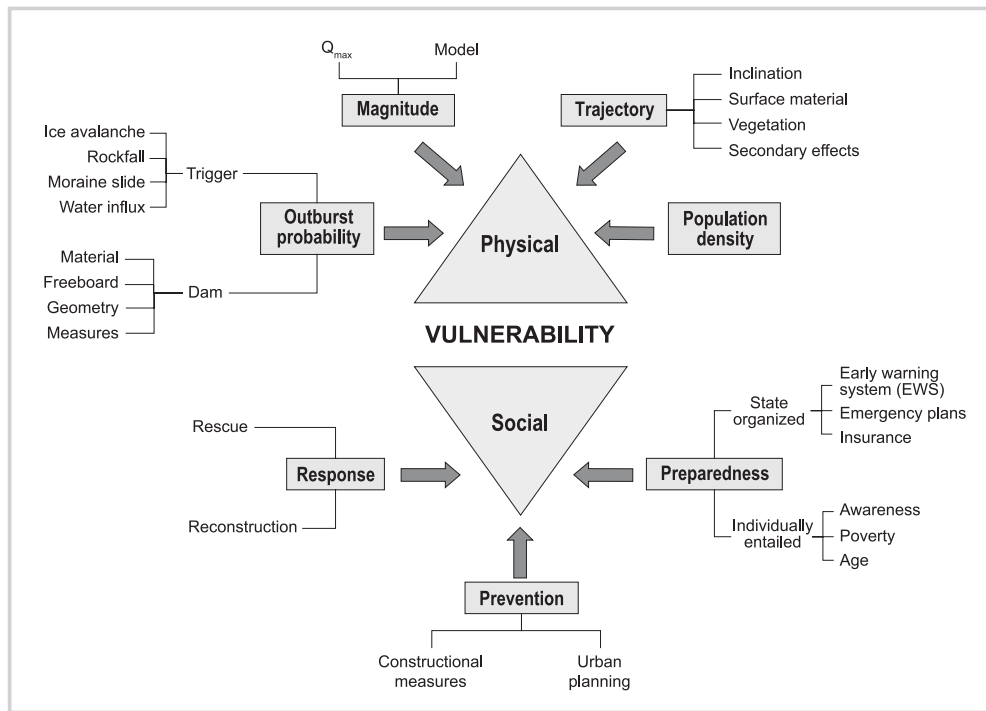 Qmax
Model
Magnitude
Trajectory
Inclination
Surface material
Vegetation
Secondary effects
Ice avalanche
Rockfall
Moraine slide
Water influx
Trigger
Outburst
probability
Material
Freeboard
Geometry
Measures
Dam
Physical
Population
density
VULNERABILITY
Social
Rescue
Response
Reconstruction
State
organized
Early warning
system (EWS)
Emergency plans
Insurance
Preparedness
Individually
entailed
Awareness
Poverty
Age
Prevention
Constructional
measures
Urban
planning